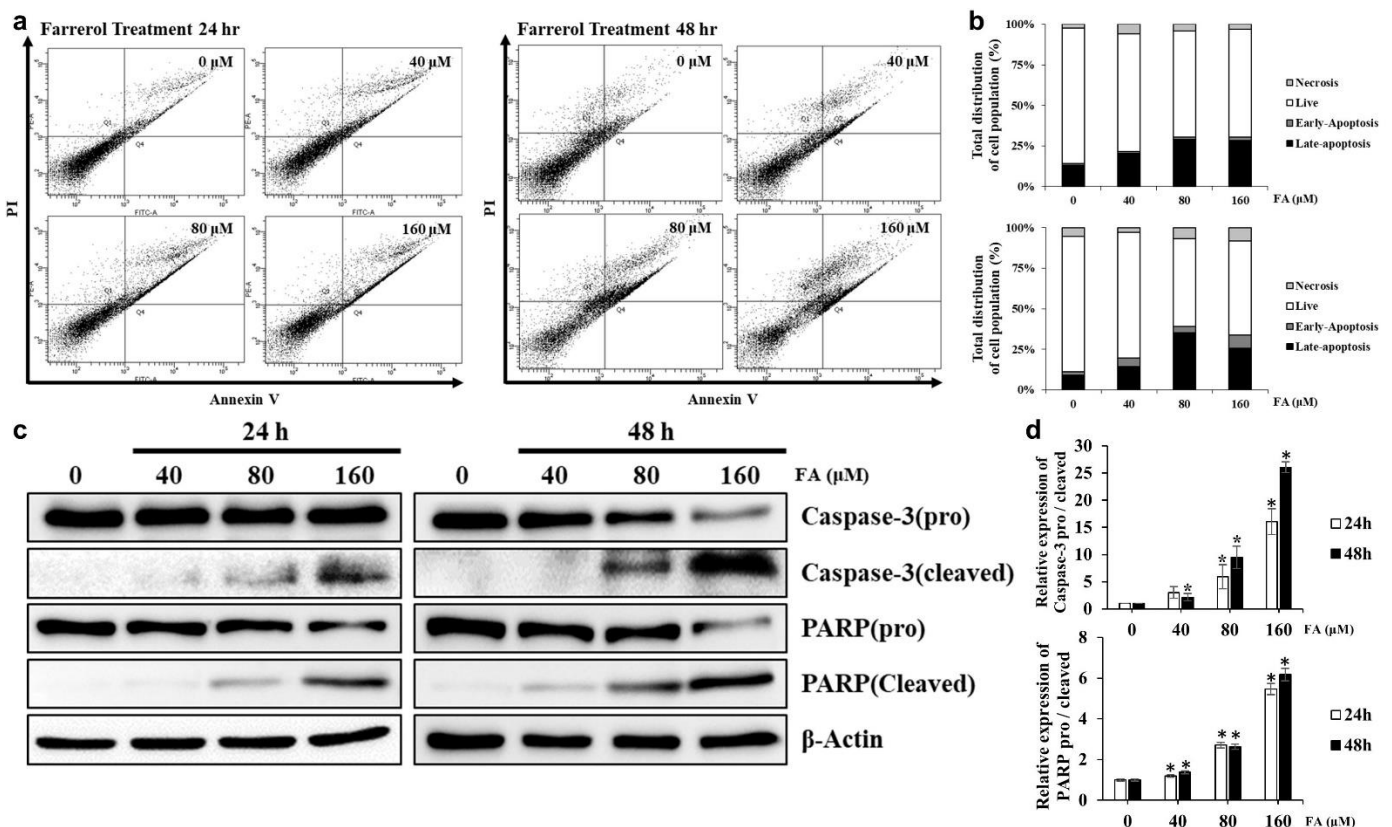 a
Farrerol Treatment 24 hr
Farrerol Treatment 48 hr
0 μM
40 μM
0 μM
40 μM
PE-A
Q1
Q4
FITC-A
80 μM
160 μM
80 μM
160 μM
PI
PI
Annexin V
Annexin V
b
Total distribution
of cell population (%)
100%
75%
50%
25%
0%
0 40 80 160 FA (μM)
Necrosis
Live
Early-Apoptosis
Late-apoptosis
Total distribution
of cell population (%)
100%
75%
50%
25%
0%
0 40 80 160 FA (μM)
Necrosis
Live
Early-Apoptosis
Late-apoptosis
c
24 h 48 h
0 40 80 160 0 40 80 160 FA (μM)
Caspase-3(pro)
Caspase-3(cleaved)
PARP(pro)
PARP(Cleaved)
β-Actin
d
Relative expression of
Caspase-3 pro / cleaved
30
25
20
15
10
5
0
* * * * *
0 40 80 160 FA (μM)
24h
48h
Relative expression of
PARP pro / cleaved
8
6
4
2
0
* * * * * *
0 40 80 160 FA (μM)
24h
48h